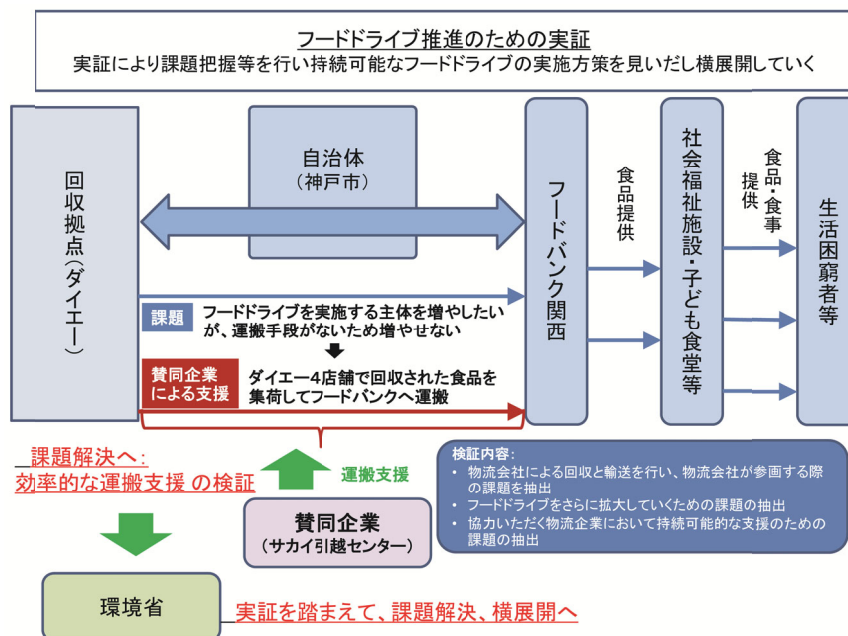 フードドライブ推進のための実証
実証により課題把握等を行い持続可能なフードドライブの実施方策を見いだし横展開していく
回収拠点(ダイエー)
自治体
(神戸市)
フードバンク関西
食品提供
社会福祉施設・子ども食堂等
食品・食事
提供
生活困窮者等
課題
フードドライブを実施する主体を増やしたい
が、運搬手段がないため増やせない
賛同企業
による支援
ダイエー4店舗で回収された食品を
集荷してフードバンクへ運搬
課題解決へ:
効率的な運搬支援 の検証
運搬支援
賛同企業
(サカイ引越センター)
検証内容:
• 物流会社による回収と輸送を行い、物流会社が参画する際
の課題を抽出
• フードドライブをさらに拡大していくための課題の抽出
• 協力いただく物流企業において持続可能的な支援のための
課題の抽出
環境省
実証を踏まえて、課題解決、横展開へ